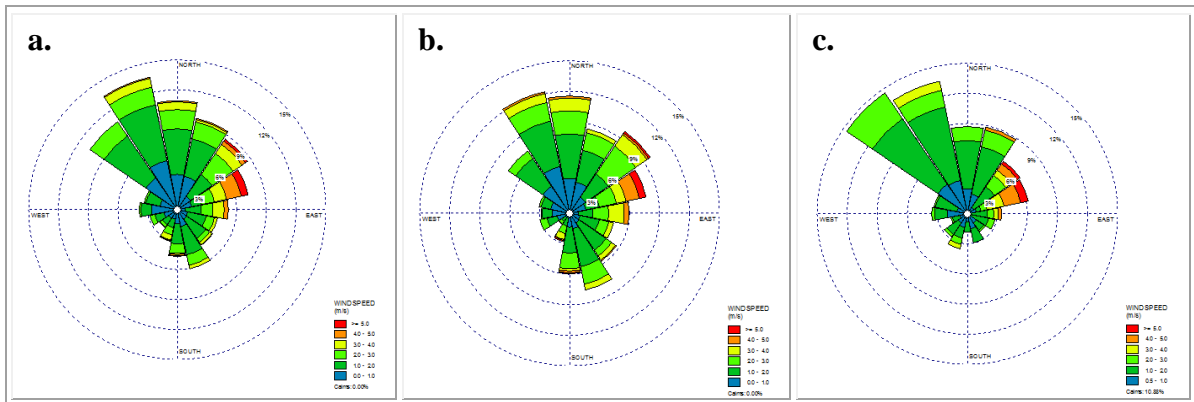 a.
NORTH
15%
12%
9%
6%
3%
WEST
EAST
SOUTH
WINDSPEED
(m/s)
>= 5.0
4.0 - 5.0
3.0 - 4.0
2.0 - 3.0
1.0 - 2.0
0.0 - 1.0
Calms: 0.00%
b.
NORTH
15%
12%
9%
6%
3%
WEST
EAST
SOUTH
WINDSPEED
(m/s)
>= 5.0
4.0 - 5.0
3.0 - 4.0
2.0 - 3.0
1.0 - 2.0
0.0 - 1.0
Calms: 0.00%
c.
NORTH
15%
12%
9%
6%
3%
WEST
EAST
SOUTH
WINDSPEED
(m/s)
>= 5.0
4.0 - 5.0
3.0 - 4.0
2.0 - 3.0
1.0 - 2.0
0.5 - 1.0
Calms: 10.88%